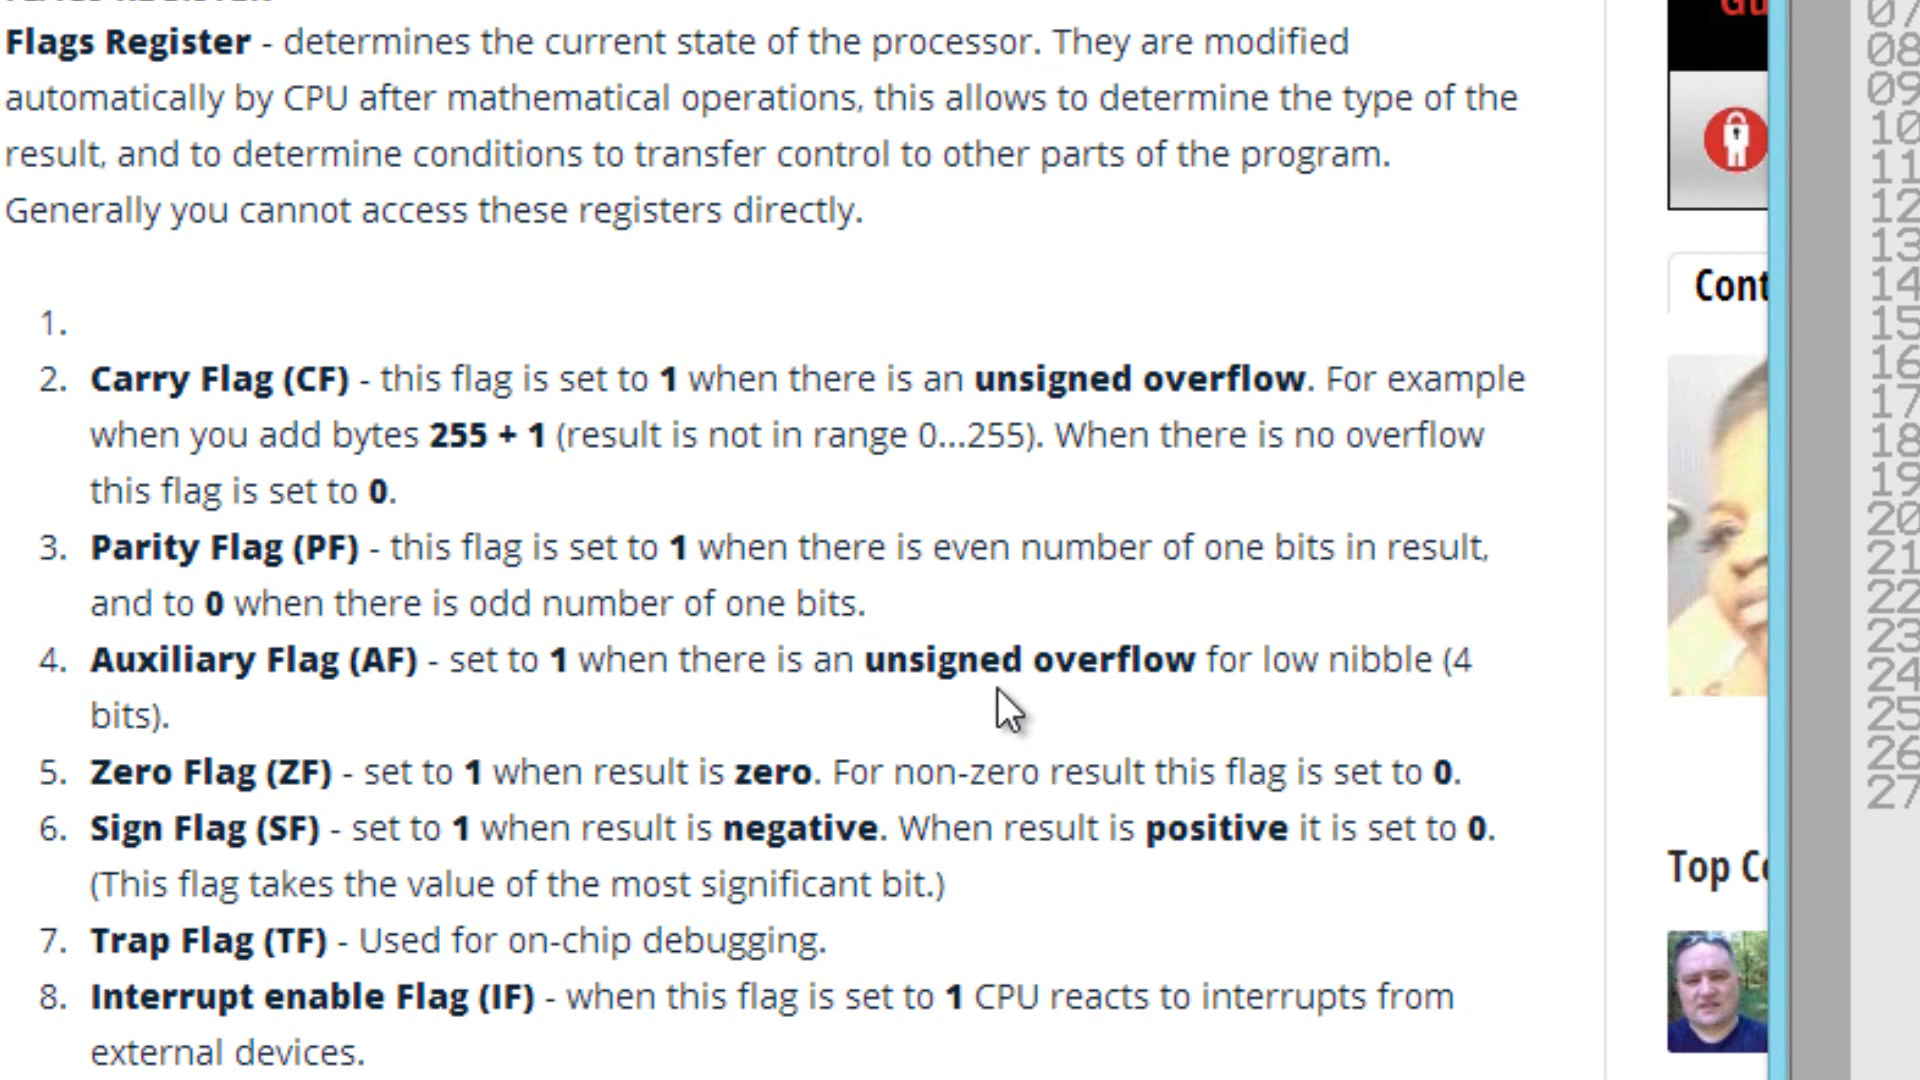 Flags Register - determines the current state of the processor. They are modified
automatically by CPU after mathematical operations, this allows to determine the type of the
result, and to determine conditions to transfer control to other parts of the program.
Generally you cannot access these registers directly.
1.
2. Carry Flag (CF) - this flag is set to 1 when there is an unsigned overflow. For example
when you add bytes 255 + 1 (result is not in range 0...255). When there is no overflow
this flag is set to 0.
3. Parity Flag (PF) - this flag is set to 1 when there is even number of one bits in result,
and to 0 when there is odd number of one bits.
4. Auxiliary Flag (AF) - set to 1 when there is an unsigned overflow for low nibble (4
bits).
5. Zero Flag (ZF) - set to 1 when result is zero. For non-zero result this flag is set to 0.
6. Sign Flag (SF) - set to 1 when result is negative. When result is positive it is set to 0.
(This flag takes the value of the most significant bit.)
7. Trap Flag (TF) - Used for on-chip debugging.
8. Interrupt enable Flag (IF) - when this flag is set to 1 CPU reacts to interrupts from
external devices.
Cont
Top Co
07
08
09
10
11
12
13
14
15
16
17
18
19
20
21
22
23
24
25
26
27